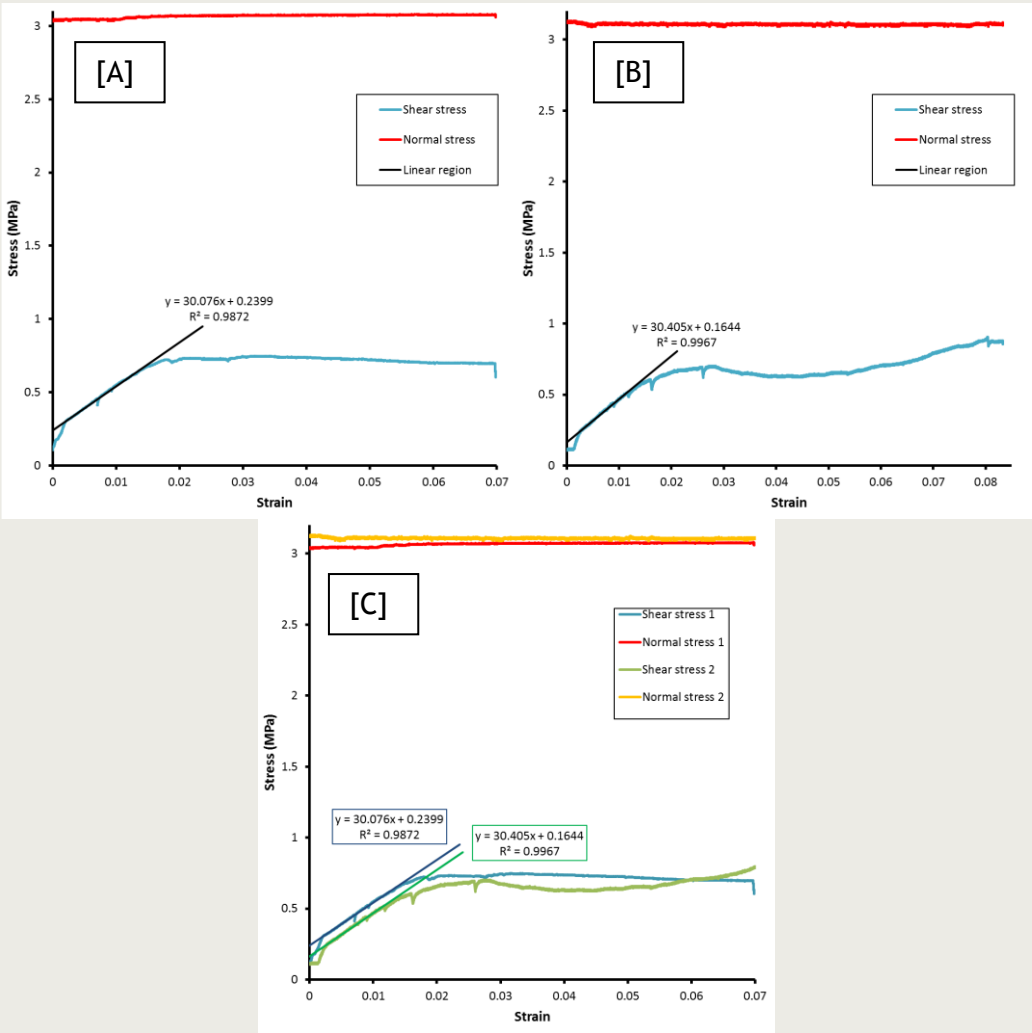 [A]
3
2.5
2
1.5
1
0.5
0
Stress (MPa)
Shear stress
Normal stress
Linear region
y = 30.076x + 0.2399
R² = 0.9872
0 0.01 0.02 0.03 0.04 0.05 0.06 0.07
Strain
[B]
3
2.5
2
1.5
1
0.5
0
Stress (MPa)
Shear stress
Normal stress
Linear region
y = 30.405x + 0.1644
R² = 0.9967
0 0.01 0.02 0.03 0.04 0.05 0.06 0.07 0.08
Strain
[C]
3
2.5
2
1.5
1
0.5
0
Stress (MPa)
Shear stress 1
Normal stress 1
Shear stress 2
Normal stress 2
y = 30.076x + 0.2399
R² = 0.9872
y = 30.405x + 0.1644
R² = 0.9967
0 0.01 0.02 0.03 0.04 0.05 0.06 0.07
Strain